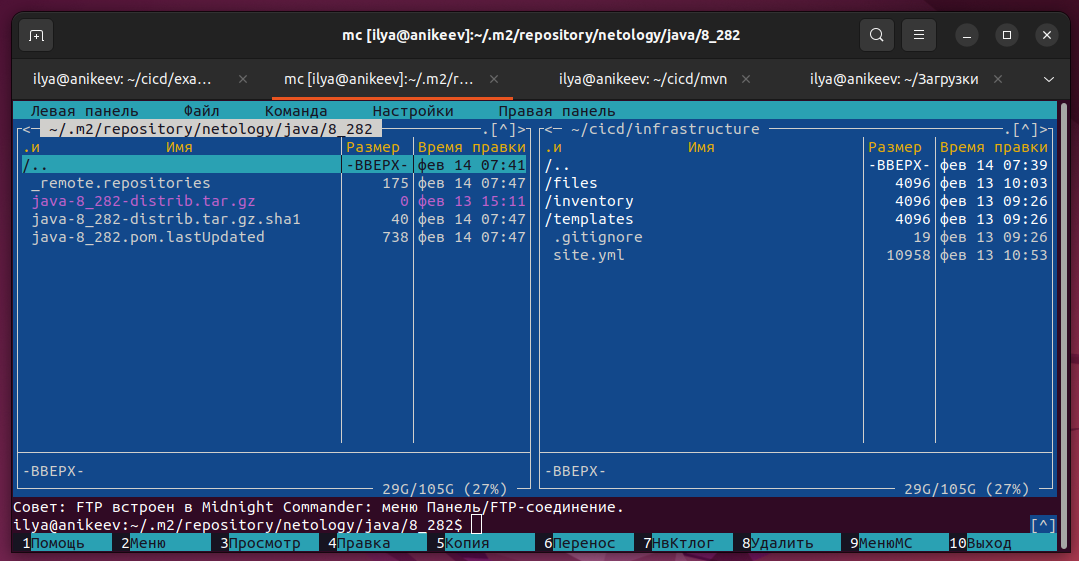 mc [ilya@anikeev]:~/.m2/repository/netology/java/8_282
ilya@anikeev: ~/cicd/exa... × mc [ilya@anikeev]:~/.m2/r... × ilya@anikeev: ~/cicd/mvn × ilya@anikeev: ~/Загрузки ×
Левая панель Файл Команда Настройки Правая панель
<─ ~/.m2/repository/netology/java/8_282 ──.[^]> <─ ~/cicd/infrastructure ──.[^]>
.и Имя Размер Время правки .и Имя Размер Время правки
/.. -ВВЕРХ- фев 14 07:41 /.. -ВВЕРХ- фев 14 07:39
_remote.repositories 175 фев 14 07:47 /files 4096 фев 13 10:03
java-8_282-distrib.tar.gz 0 фев 13 15:11 /inventory 4096 фев 13 09:26
java-8_282-distrib.tar.gz.sha1 40 фев 14 07:47 /templates 4096 фев 13 09:26
java-8_282.pom.lastUpdated 738 фев 14 07:47 .gitignore 19 фев 13 09:26
site.yml 10958 фев 13 10:53
-ВВЕРХ- -ВВЕРХ-
29G/105G (27%) 29G/105G (27%)
Совет: FTP встроен в Midnight Commander: меню Панель/FTP-соединение.
ilya@anikeev:~/.m2/repository/netology/java/8_282$ [^]
1Помощь 2Меню 3Просмотр 4Правка 5Копия 6Перенос 7НвКтлог 8Удалить 9МенюМС 10Выход